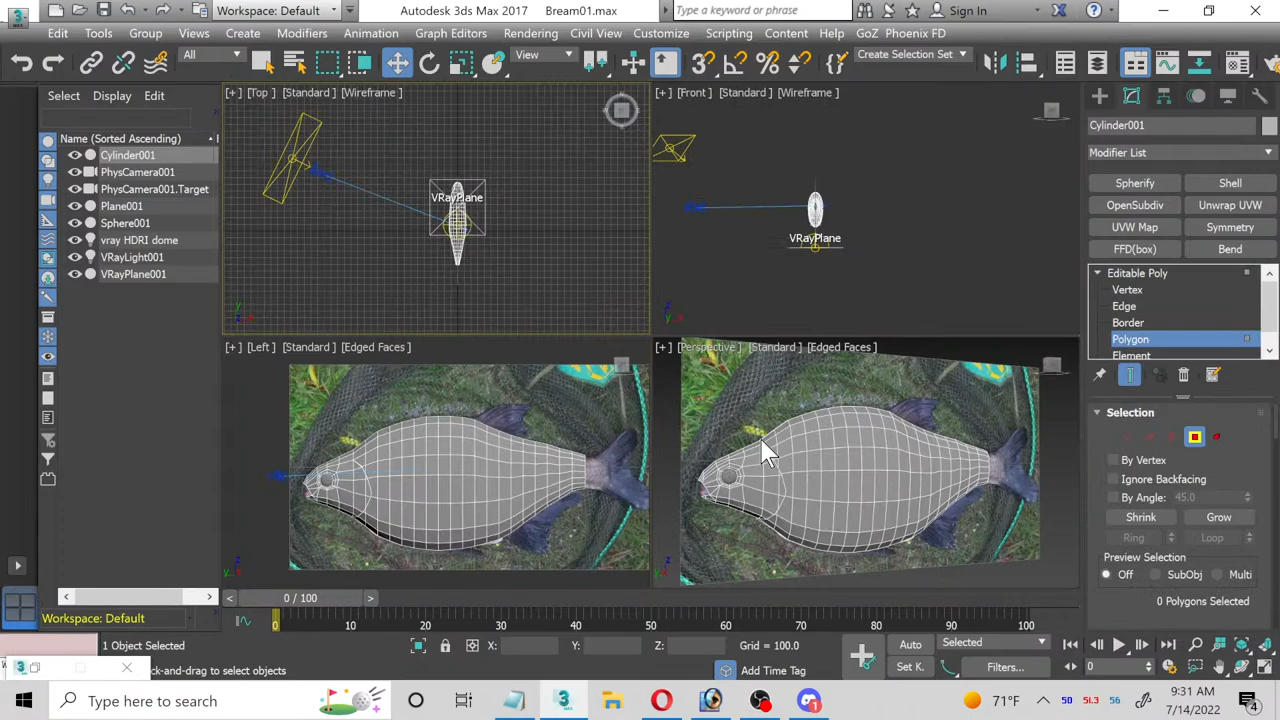 Workspace: Default
Autodesk 3ds Max 2017
Bream01.max
Type a keyword or phrase
Sign In
Edit Tools Group Views Create Modifiers Animation Graph Editors Rendering Civil View Customize Scripting Content Help GoZ Phoenix FD
All
View
Create Selection Set
Select Display Edit
[+] [Top] [Standard] [Wireframe]
[+] [Front] [Standard] [Wireframe]
Cylinder001
Name (Sorted Ascending)
Cylinder001
PhysCamera001
PhysCamera001.Target
Plane001
Sphere001
vray HDRI dome
VRayLight001
VRayPlane001
VRayPlane
VRayPlane
Modifier List
Spherify Shell
OpenSubdiv Unwrap UVW
UV Map Symmetry
FFD(box) Bend
Editable Poly
Vertex
Edge
Border
Polygon
Element
[+] [Left] [Standard] [Edged Faces]
[+] [Perspective] [Standard] [Edged Faces]
Selection
By Vertex
Ignore Backfacing
By Angle: 45.0
Shrink Grow
Ring Loop
Preview Selection
Off SubObj Multi
0 Polygons Selected
< 0 / 100 >
Workspace: Default
0 10 20 30 40 50 60 70 80 90 100
1 Object Selected
X: Y: Z: Grid = 100.0
Auto Selected
ck-and-drag to select objects
Add Time Tag
Set K. Filters...
0
Type here to search
71°F
50 5I.3 56
9:31 AM
7/14/2022
4